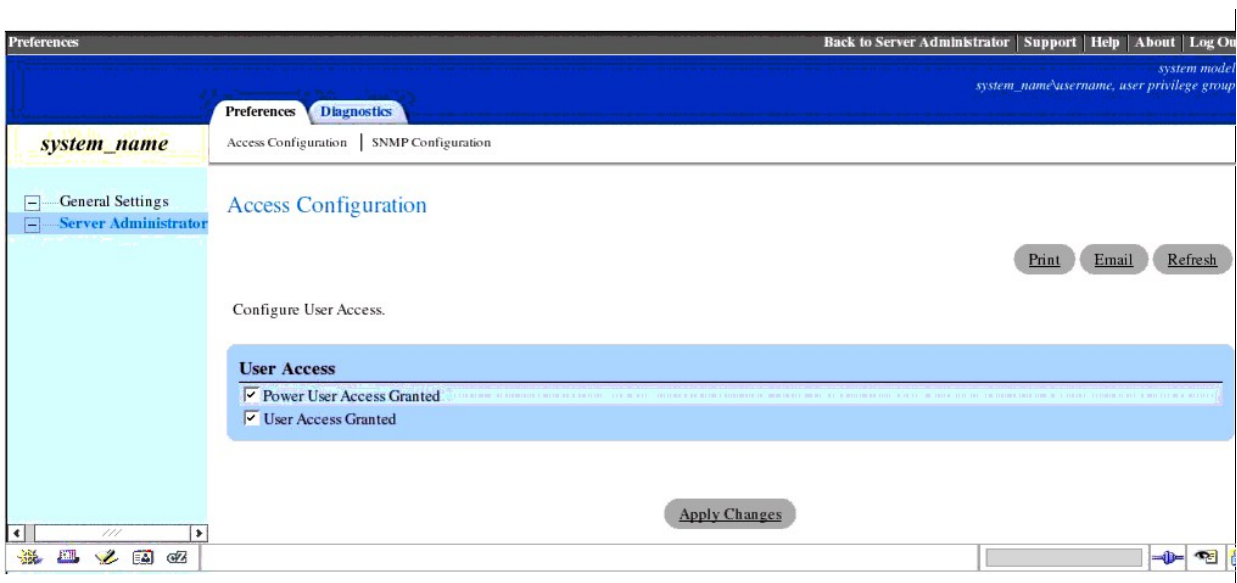 Preferences Back to Server Administrator | Support | Help | About | Log Ou
system model
system_name\username, user privilege group
Preferences Diagnostics
system_name Access Configuration | SNMP Configuration
General Settings
Server Administrator
Access Configuration
Print Email Refresh
Configure User Access.
User Access
Power User Access Granted
User Access Granted
Apply Changes